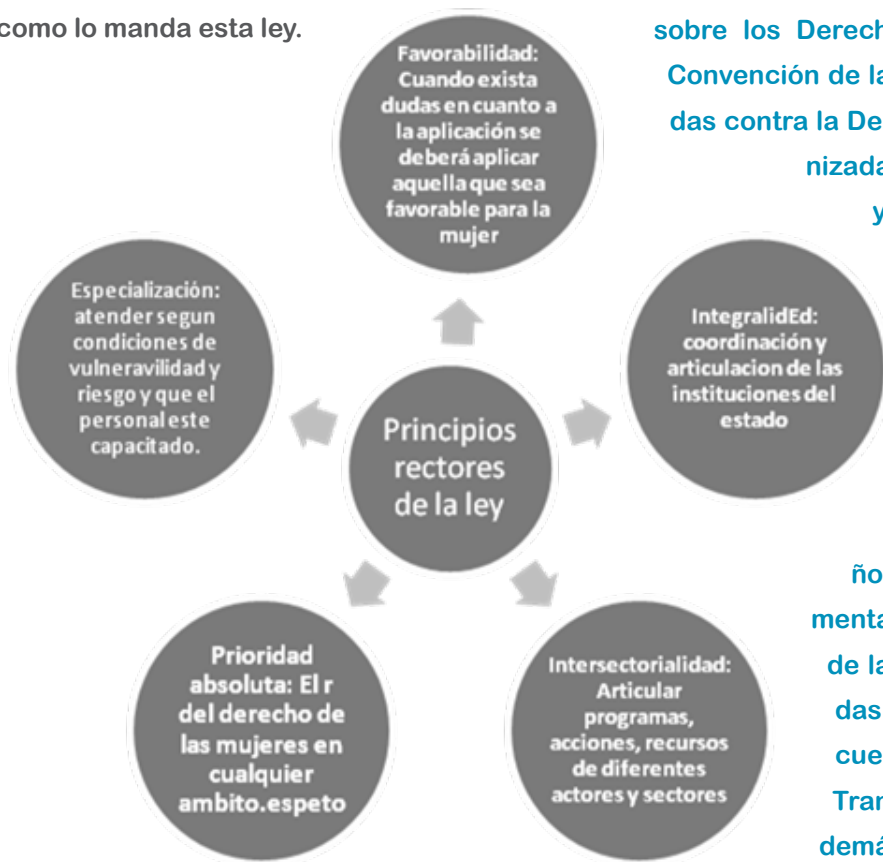 como lo manda esta ley.
sobre los Derech
Convención de la
das contra la De
nizada
y
Favorabilidad:
Cuando exista
dudas en cuanto a
la aplicación se
deberá aplicar
aquella que sea
favorable para la
mujer
Especialización:
atender segun
condiciones de
vulneravilidad y
riesgo y que el
personal este
capacitado.
IntegralidEd:
coordinación y
articulacion de las
instituciones del
estado
Principios
rectores
de la ley
Prioridad
absoluta: El r
del derecho de
las mujeres en
cualquier
ambito.espeto
Intersectorialidad:
Articular
programas,
acciones, recursos
de diferentes
actores y sectores
ño
menta
de la
das
cue
Tran
demá